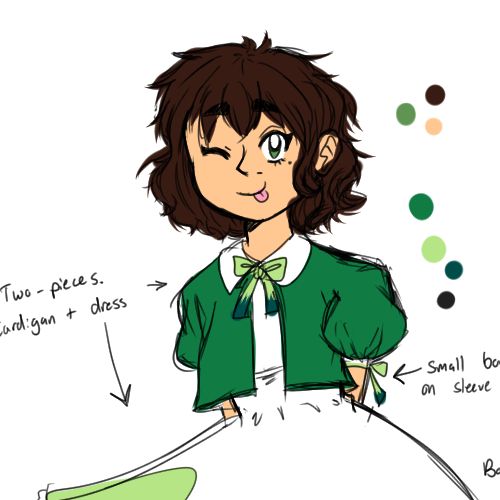 Two-pieces.
Cardigan + dress
small
on sleeve